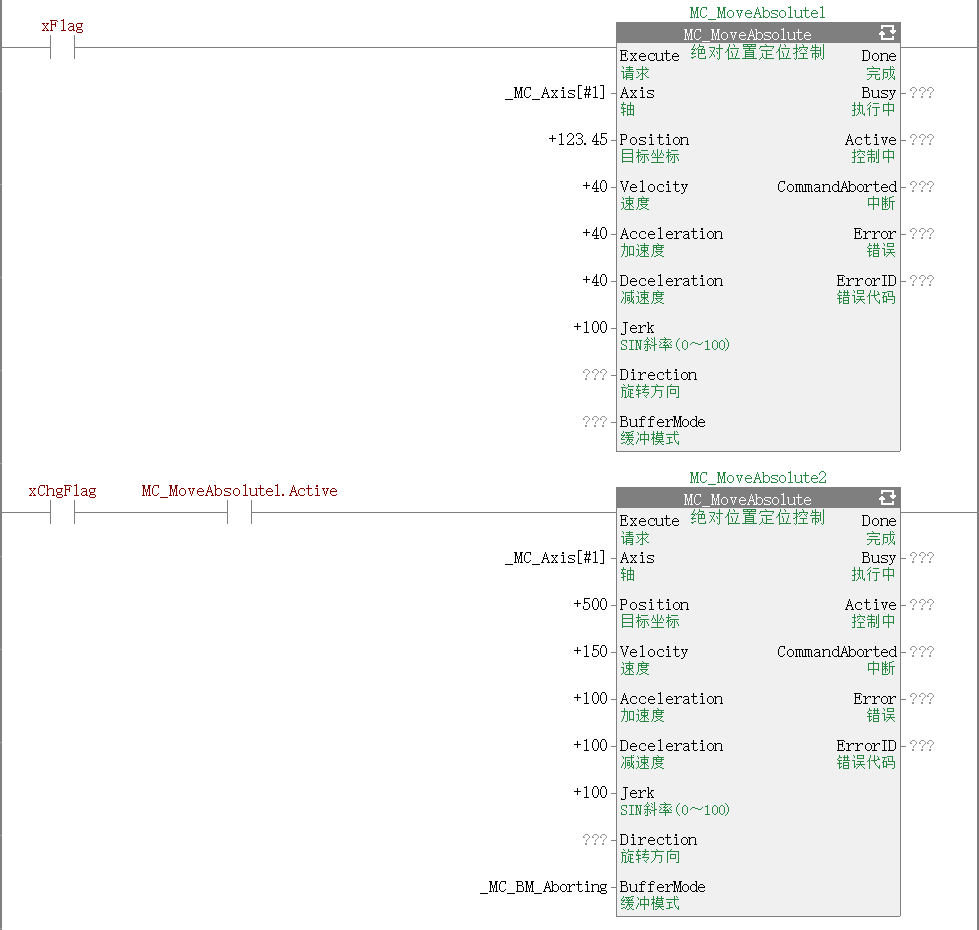 MC_MoveAbsolute1
xFlag
MC_MoveAbsolute
Execute 绝对位置定位控制 Done
请求 完成
_MC_Axis[#1] Axis Busy ???
轴 执行中
+123.45 Position Active ???
目标坐标 控制中
+40 Velocity CommandAborted ???
速度 中断
+40 Acceleration Error ???
加速度 错误
+40 Deceleration ErrorID ???
减速度 错误代码
+100 Jerk
SIN斜率(0～100)
??? Direction
旋转方向
??? BufferMode
缓冲模式
MC_MoveAbsolute2
xChgFlag MC_MoveAbsolute1.Active
MC_MoveAbsolute
Execute 绝对位置定位控制 Done
请求 完成
_MC_Axis[#1] Axis Busy ???
轴 执行中
+500 Position Active ???
目标坐标 控制中
+150 Velocity CommandAborted ???
速度 中断
+100 Acceleration Error ???
加速度 错误
+100 Deceleration ErrorID ???
减速度 错误代码
+100 Jerk
SIN斜率(0～100)
??? Direction
旋转方向
_MC_BM_Aborting BufferMode
缓冲模式